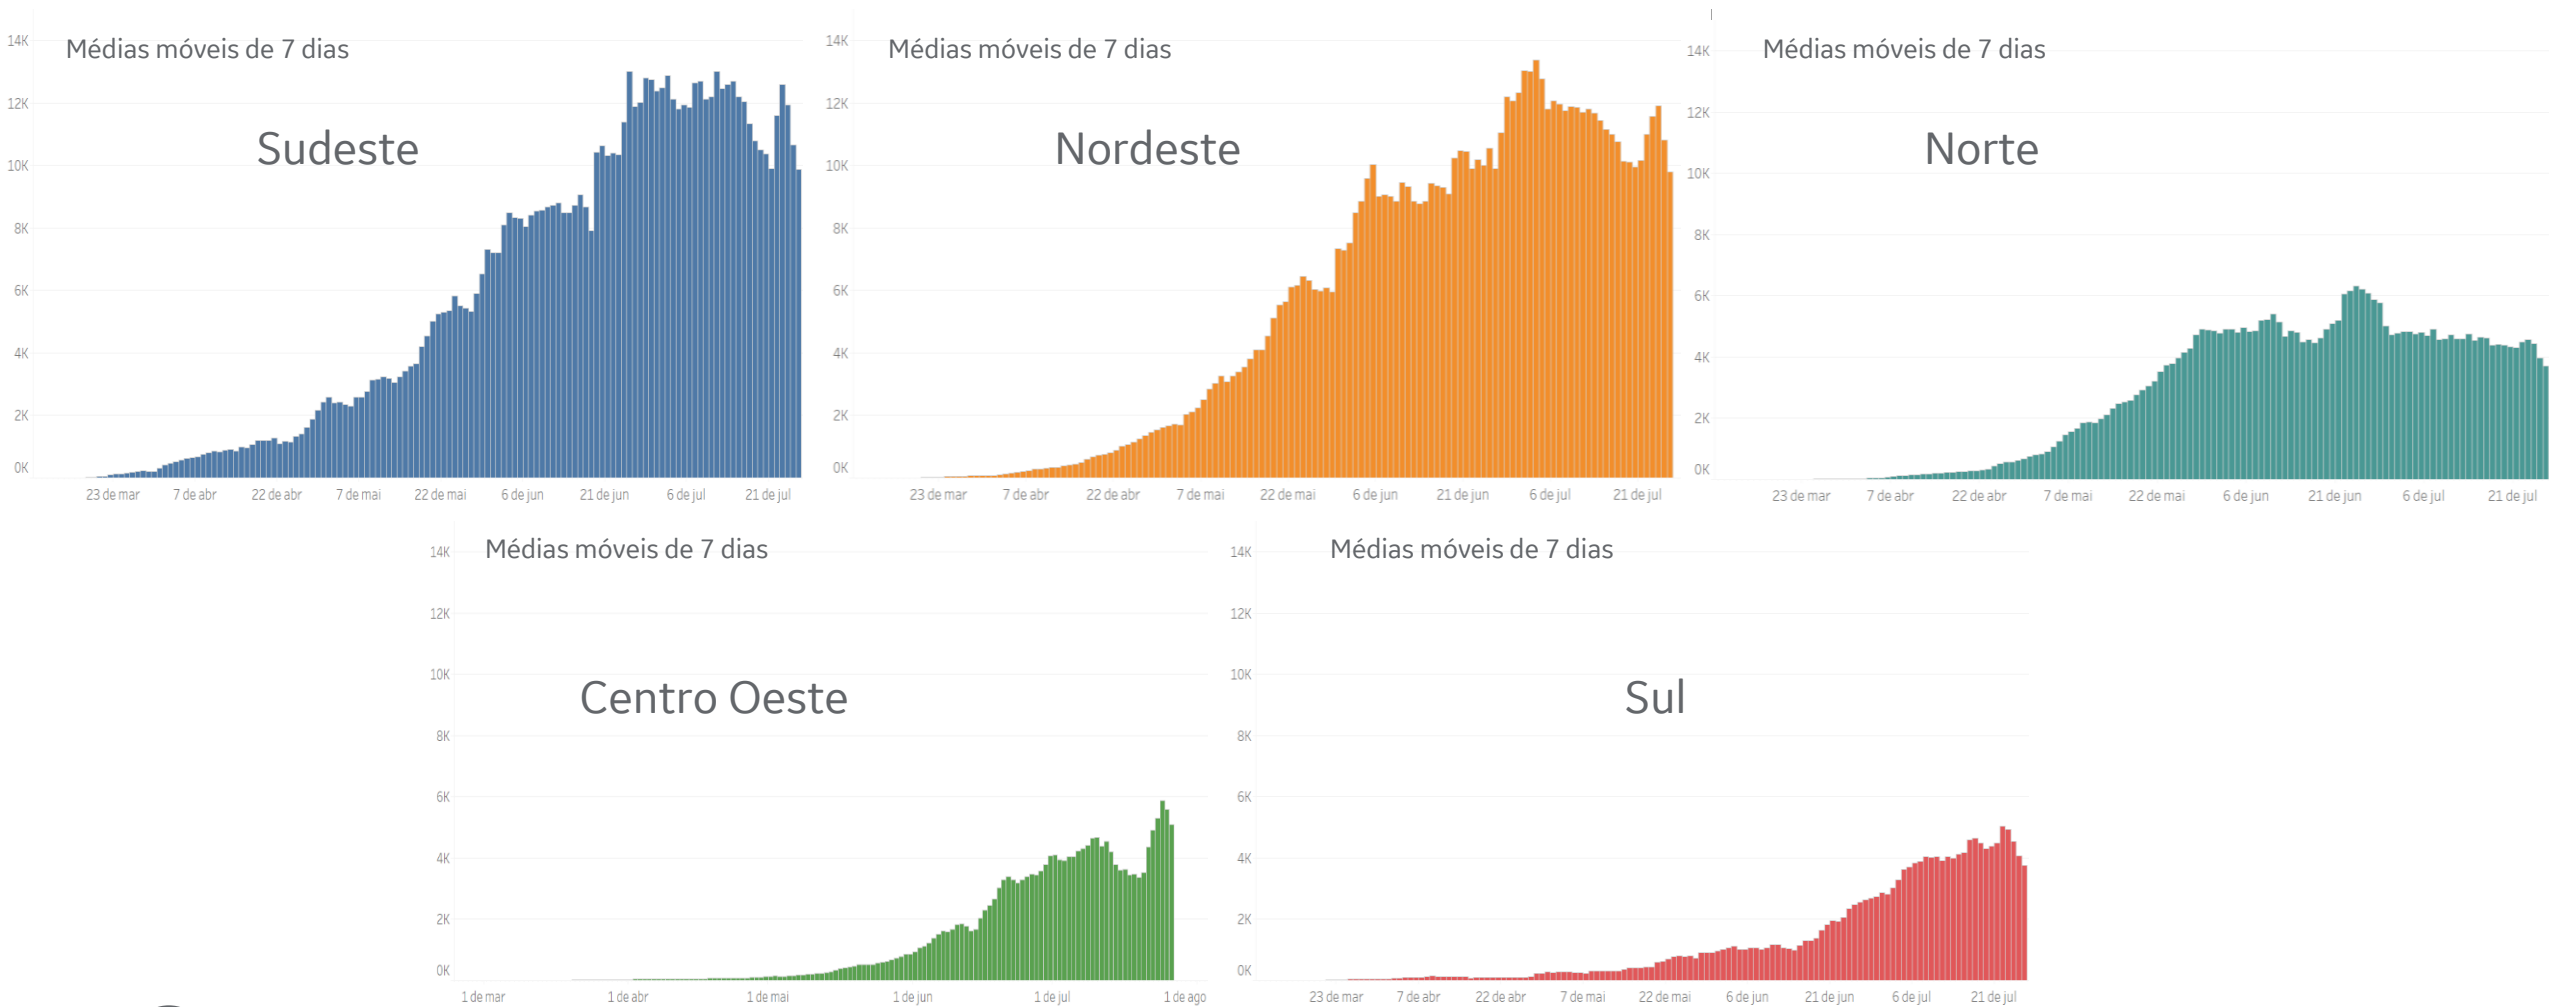 Médias móveis de 7 dias
Sudeste
14K
12K
10K
8K
6K
4K
2K
0K
23 de mar 7 de abr 22 de abr 7 de mai 22 de mai 6 de jun 21 de jun 6 de jul 21 de jul
Médias móveis de 7 dias
Nordeste
14K
12K
10K
8K
6K
4K
2K
0K
23 de mar 7 de abr 22 de abr 7 de mai 22 de mai 6 de jun 21 de jun 6 de jul 21 de jul
Médias móveis de 7 dias
Norte
14K
12K
10K
8K
6K
4K
2K
0K
23 de mar 7 de abr 22 de abr 7 de mai 22 de mai 6 de jun 21 de jun 6 de jul 21 de jul
Médias móveis de 7 dias
Centro Oeste
14K
12K
10K
8K
6K
4K
2K
0K
1 de mar 1 de abr 1 de mai 1 de jun 1 de jul 1 de ago
Médias móveis de 7 dias
Sul
14K
12K
10K
8K
6K
4K
2K
0K
23 de mar 7 de abr 22 de abr 7 de mai 22 de mai 6 de jun 21 de jun 6 de jul 21 de jul